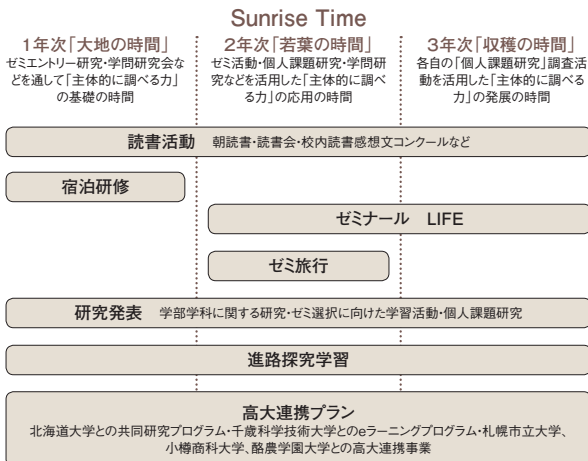 Sunrise Time
1年次「大地の時間」
ゼミエントリー研究・学問研究会な
どを通して「主体的に調べる力」
の基礎の時間
2年次「若葉の時間」
ゼミ活動・個人課題研究・学問研
究などを活用した「主体的に調べ
る力」の応用の時間
3年次「収穫の時間」
各自の「個人課題研究」調査活
動を活用した「主体的に調べる
力」の発展の時間
読書活動 朝読書・読書会・校内読書感想文コンクールなど
宿泊研修
ゼミナール LIFE
ゼミ旅行
研究発表 学部学科に関する研究・ゼミ選択に向けた学習活動・個人課題研究
進路探究学習
高大連携プラン
北海道大学との共同研究プログラム・千歳科学技術大学とのeラーニングプログラム・札幌市立大学、
小樽商科大学、酪農学園大学との高大連携事業